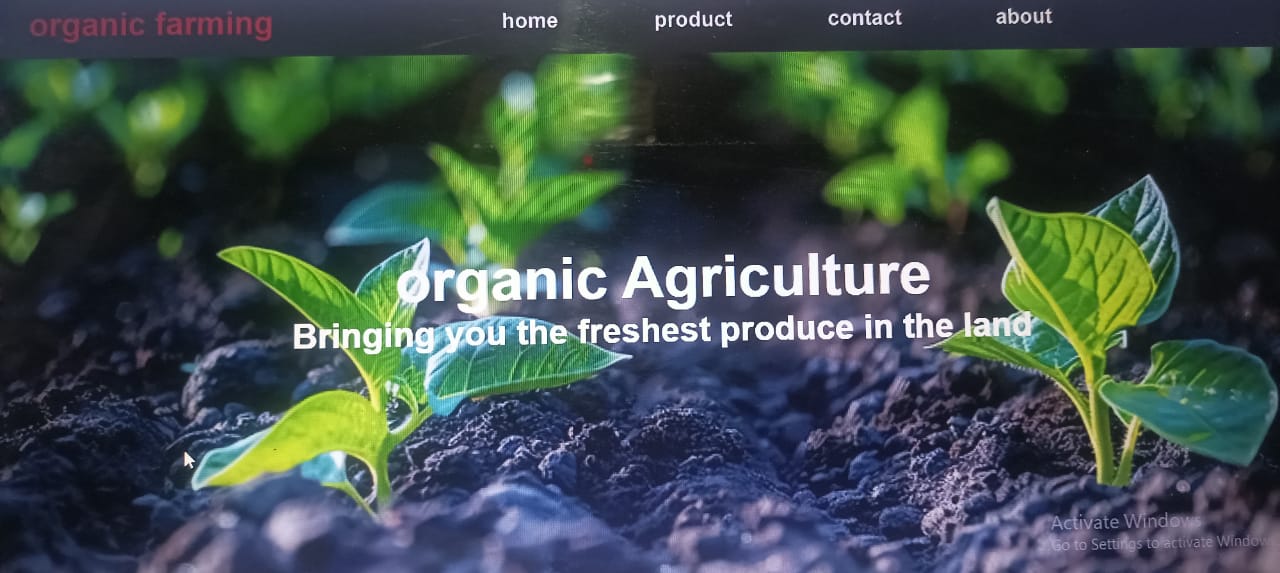 organic farming
home product contact about
organic Agriculture
Bringing you the freshest produce in the land
Activate Windows
Go to Settings to activate Windows